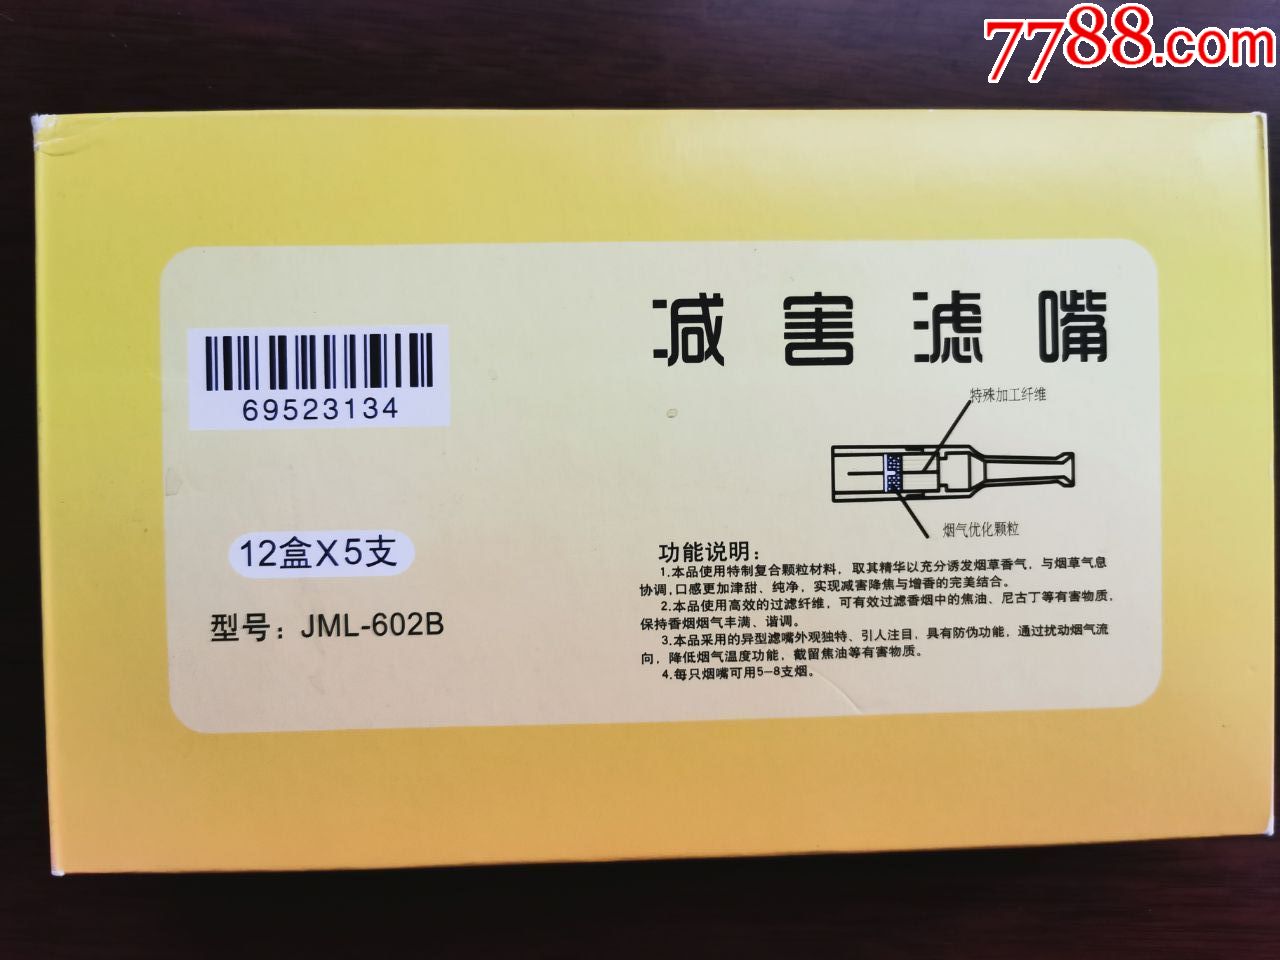 7788.com
减害滤嘴
69523134
特殊加工纤维
烟气优化颗粒
12盒X5支
型号：JML-602B
功能说明：
1.本品使用特制复合颗粒材料，取其精华以充分诱发烟草香气，与烟草气息
协调,口感更加津甜、纯净，实现减害降焦与增香的完美结合。
2.本品使用高效的过滤纤维，可有效过滤香烟中的焦油、尼古丁等有害物质，
保持香烟烟气丰满、谐调。
3.本品采用的异型滤嘴外观独特、引人注目，具有防伪功能，通过扰动烟气流
向，降低烟气温度功能，截留焦油等有害物质。
4.每只烟嘴可用5-8支烟。